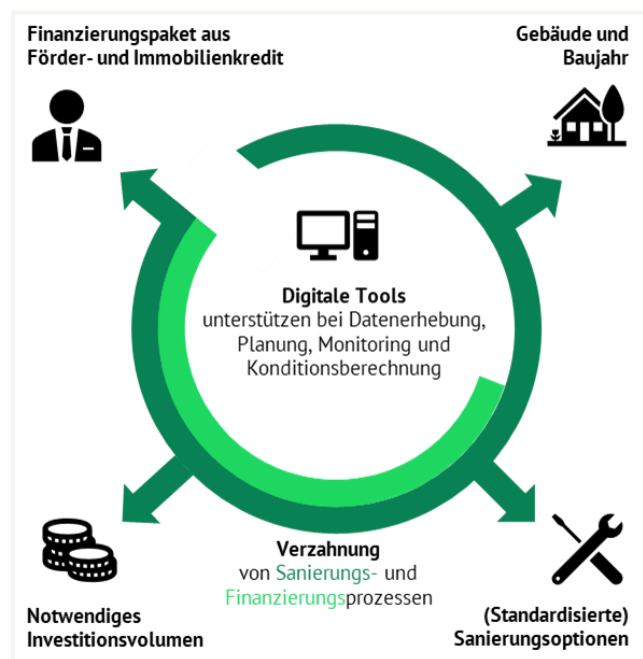 Finanzierungspaket aus
Förder- und Immobilienkredit
Gebäude und
Baujahr
Digitale Tools
unterstützen bei Datenerhebung,
Planung, Monitoring und
Konditionsberechnung
Verzahnung
von Sanierungs- und
Finanzierungsprozessen
Notwendiges
Investitionsvolumen
(Standardisierte)
Sanierungsoptionen